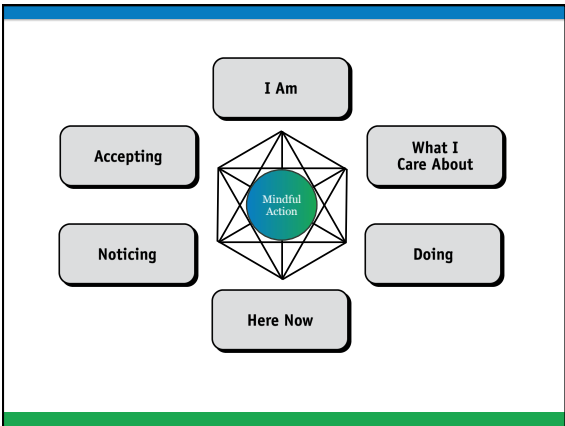 I Am
Accepting
What I
Care About
Mindful
Action
Noticing
Doing
Here Now